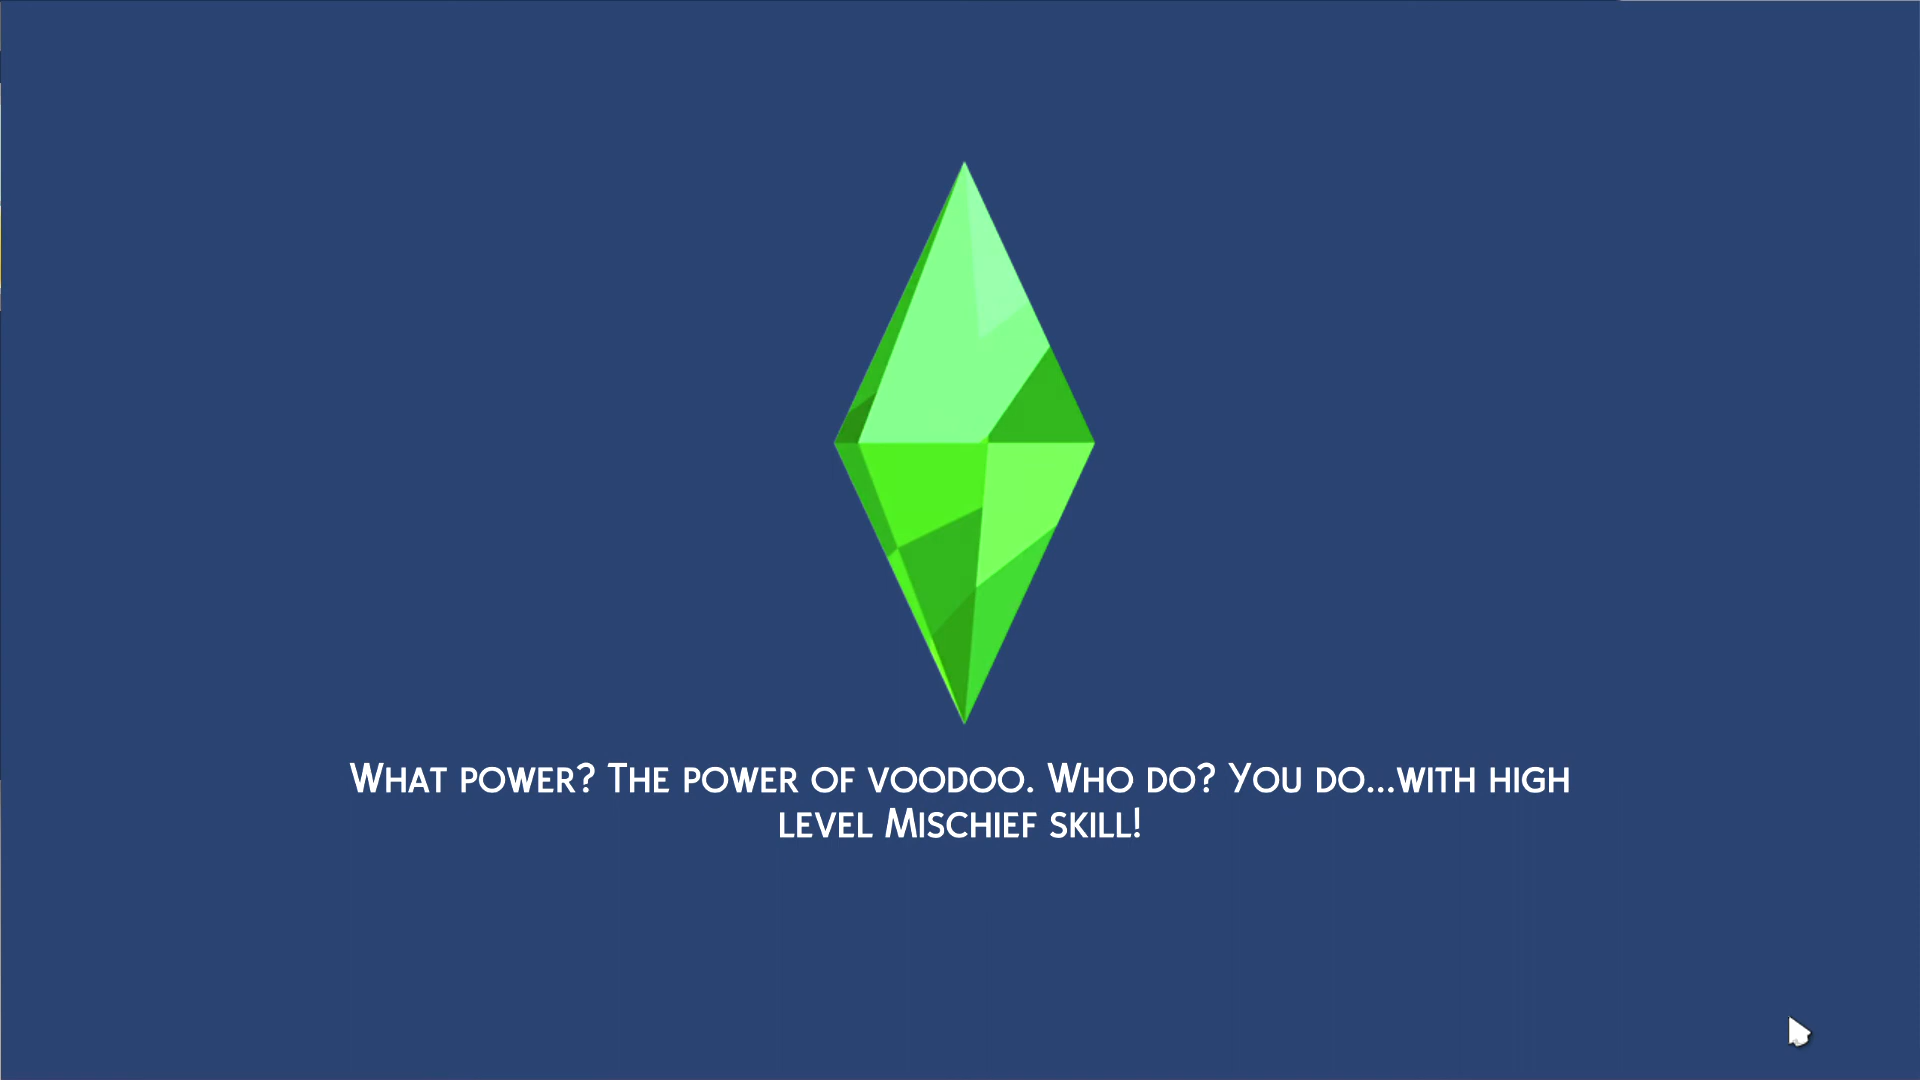 What power? The power of voodoo. Who do? You do...with high
level Mischief skill!